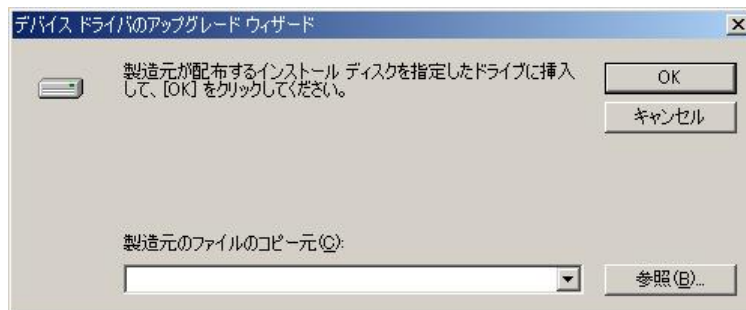 デバイス ドライバのアップグレード ウィザード
製造元が配布するインストール ディスクを指定したドライブに挿入
して、[OK] をクリックしてください。
OK
キャンセル
製造元のファイルのコピー元(C):
参照(B)...